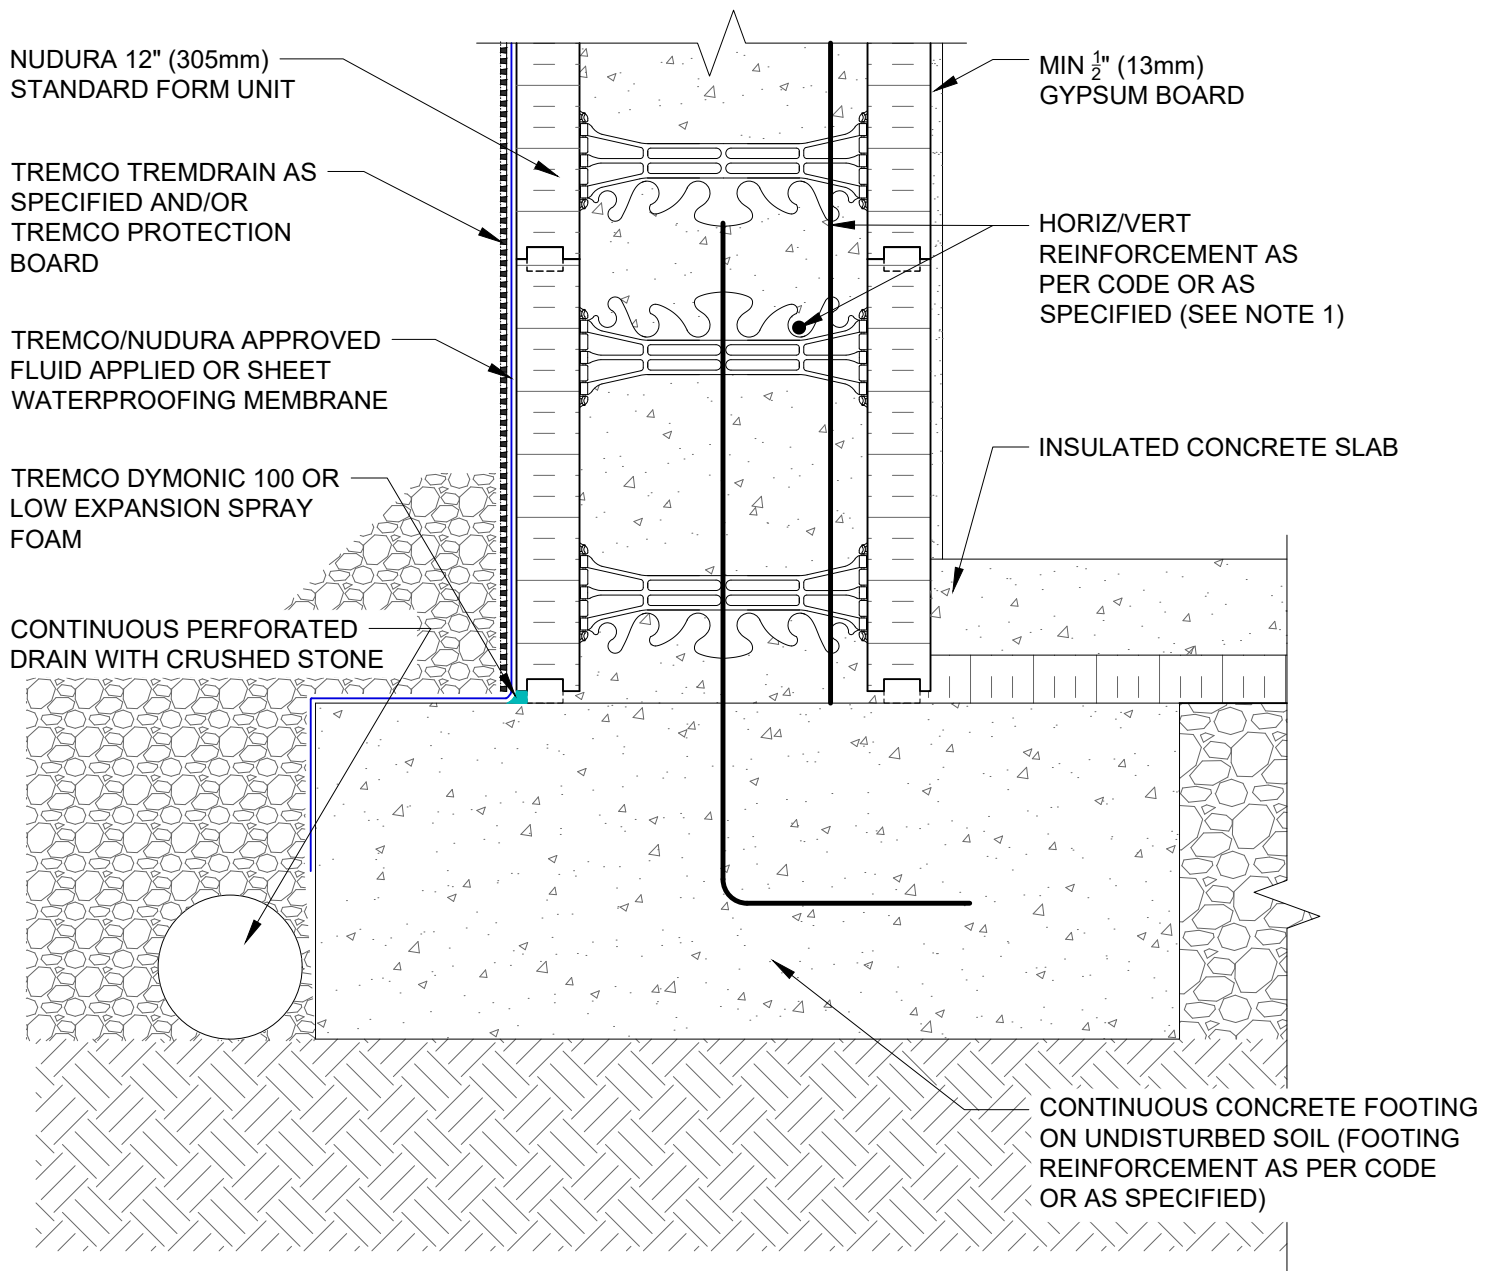 NUDURA 12" (305mm)
STANDARD FORM UNIT
TREMCO TREMDRAIN AS
SPECIFIED AND/OR
TREMCO PROTECTION
BOARD
TREMCO/NUDURA APPROVED
FLUID APPLIED OR SHEET
WATERPROOFING MEMBRANE
TREMCO DYMONIC 100 OR
LOW EXPANSION SPRAY
FOAM
CONTINUOUS PERFORATED
DRAIN WITH CRUSHED STONE
MIN 1/2" (13mm)
GYPSUM BOARD
HORIZ/VERT
REINFORCEMENT AS
PER CODE OR AS
SPECIFIED (SEE NOTE 1)
INSULATED CONCRETE SLAB
CONTINUOUS CONCRETE FOOTING
ON UNDISTURBED SOIL (FOOTING
REINFORCEMENT AS PER CODE
OR AS SPECIFIED)